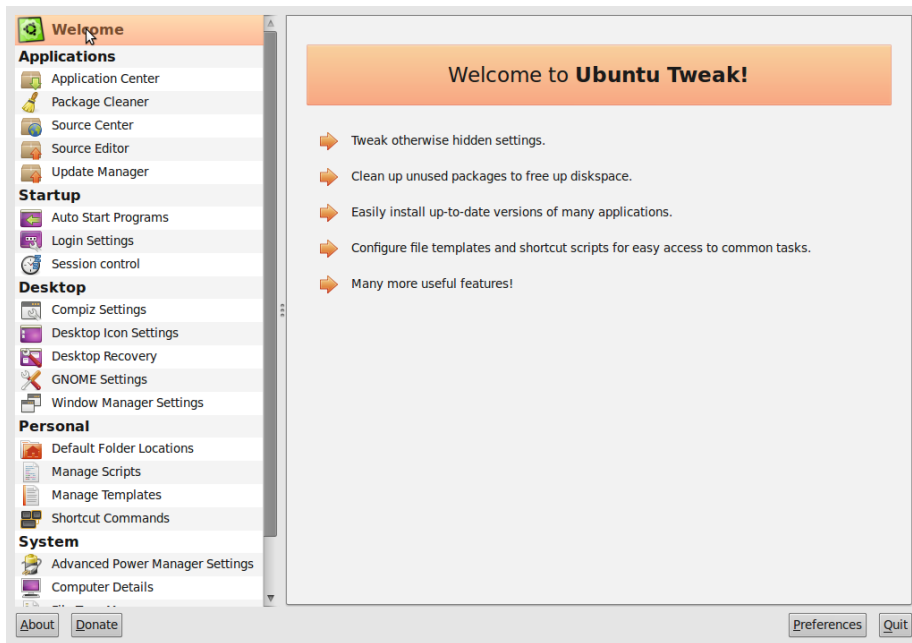 Welcome
Applications
Application Center
Package Cleaner
Source Center
Source Editor
Update Manager
Startup
Auto Start Programs
Login Settings
Session control
Desktop
Compiz Settings
Desktop Icon Settings
Desktop Recovery
GNOME Settings
Window Manager Settings
Personal
Default Folder Locations
Manage Scripts
Manage Templates
Shortcut Commands
System
Advanced Power Manager Settings
Computer Details
Welcome to Ubuntu Tweak!
Tweak otherwise hidden settings.
Clean up unused packages to free up diskspace.
Easily install up-to-date versions of many applications.
Configure file templates and shortcut scripts for easy access to common tasks.
Many more useful features!
About
Donate
Preferences
Quit